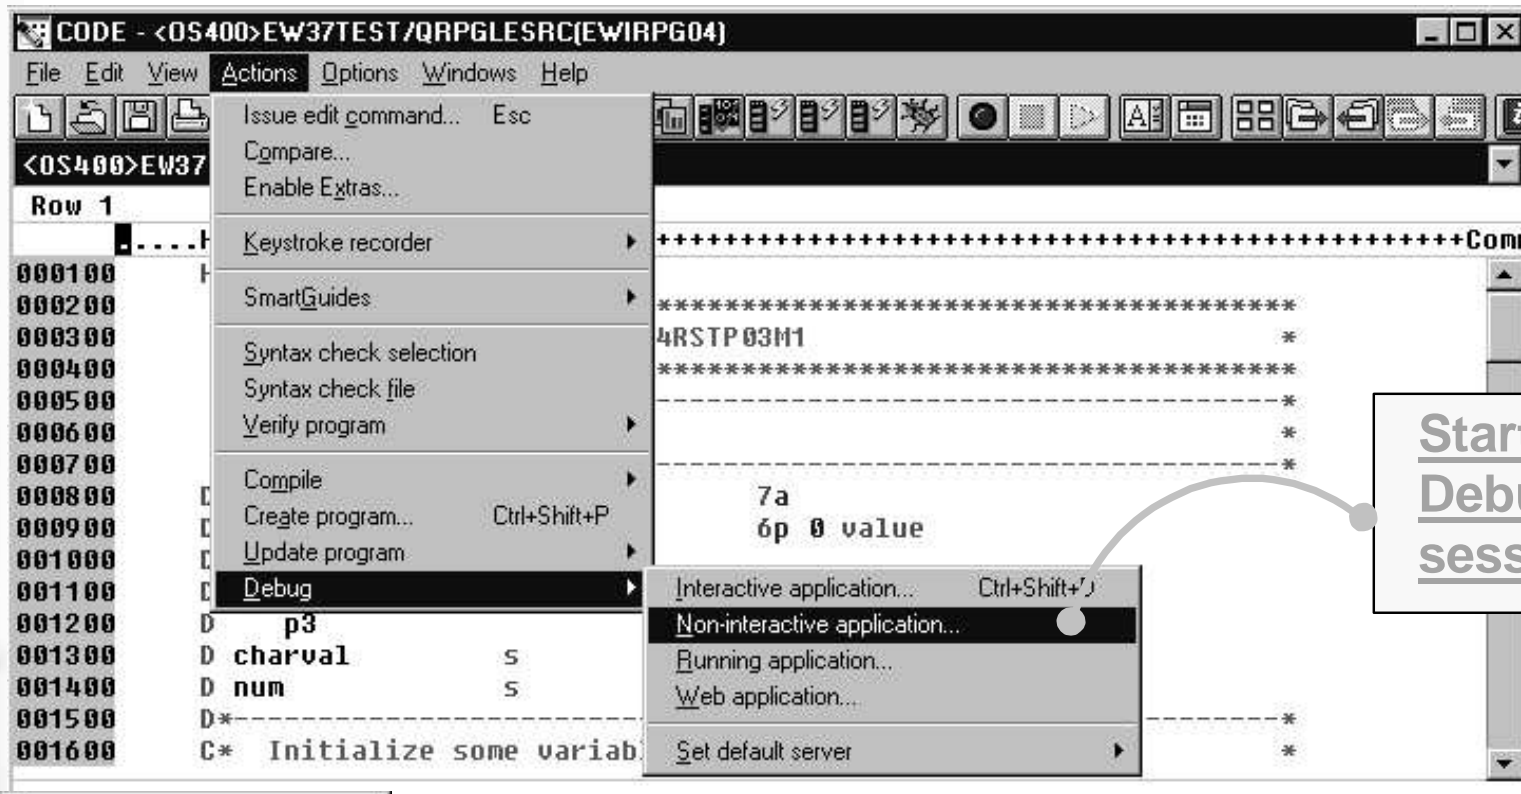 CODE - <OS400>EW37TEST/QRPGLESRC(EWIRPG04)
File Edit View Actions Options Windows Help
Issue edit command... Esc
Compare...
Enable Extras...
Keystroke recorder
SmartGuides
Syntax check selection
Syntax check file
Verify program
Compile
Create program... Ctrl+Shift+P
Update program
Debug
Interactive application... Ctrl+Shift+D
Non-interactive application...
Running application...
Web application...
Set default server
<OS400>EW37
Row 1
....H ++++++++++++++++++++++++++++++++++++++++++++++++Comm
000100 H
000200 **************************************
000300 4RSTP03M1 *
000400 **************************************
000500 -------------------------------------*
000600 *
000700 -------------------------------------*
000800 D 7a
000900 D 6p 0 value
001000 D
001100 D
001200 D p3
001300 D charval s
001400 D num s
001500 D*------------------------- --------*
001600 C* Initialize some variab *
Start
Debu
sess